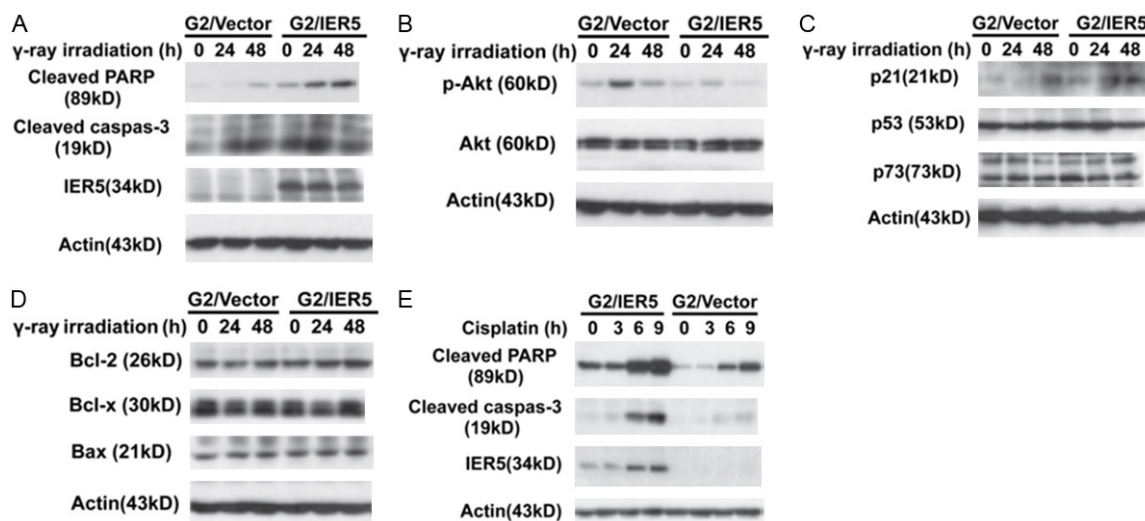 A
G2/Vector G2/IER5
γ-ray irradiation (h) 0 24 48 0 24 48
Cleaved PARP
(89kD)
Cleaved caspas-3
(19kD)
IER5(34kD)
Actin(43kD)
B
G2/Vector G2/IER5
γ-ray irradiation (h) 0 24 48 0 24 48
p-Akt (60kD)
Akt (60kD)
Actin(43kD)
C
G2/Vector G2/IER5
γ-ray irradiation (h) 0 24 48 0 24 48
p21(21kD)
p53 (53kD)
p73(73kD)
Actin(43kD)
D
G2/Vector G2/IER5
γ-ray irradiation (h) 0 24 48 0 24 48
Bcl-2 (26kD)
Bcl-x (30kD)
Bax (21kD)
Actin(43kD)
E
G2/IER5 G2/Vector
Cisplatin (h) 0 3 6 9 0 3 6 9
Cleaved PARP
(89kD)
Cleaved caspas-3
(19kD)
IER5(34kD)
Actin(43kD)